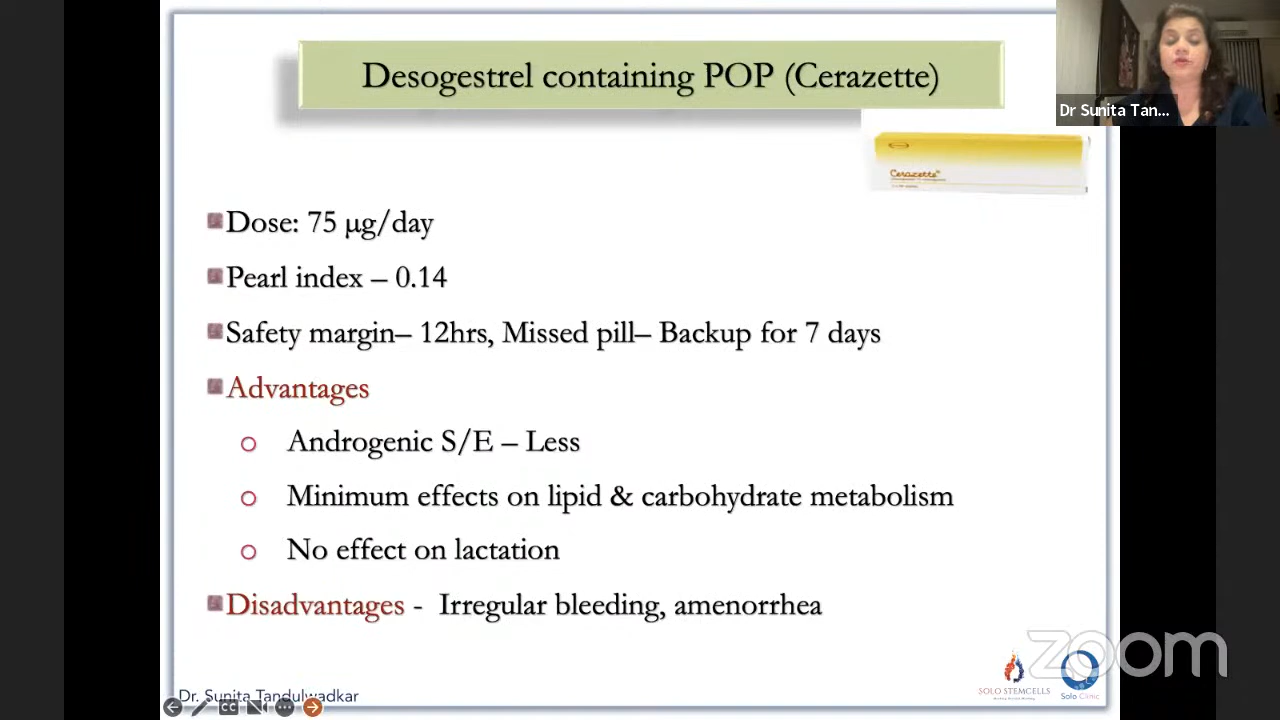 Desogestrel containing POP (Cerazette)
Dr Sunita Tan...
Cerazette
Dose: 75 µg/day
Pearl index – 0.14
Safety margin– 12hrs, Missed pill– Backup for 7 days
Advantages
Androgenic S/E – Less
Minimum effects on lipid & carbohydrate metabolism
No effect on lactation
Disadvantages - Irregular bleeding, amenorrhea
zoom
SOLO STEMCELLS
Solo Clinic
Dr. Sunita Tandulwadkar
CC